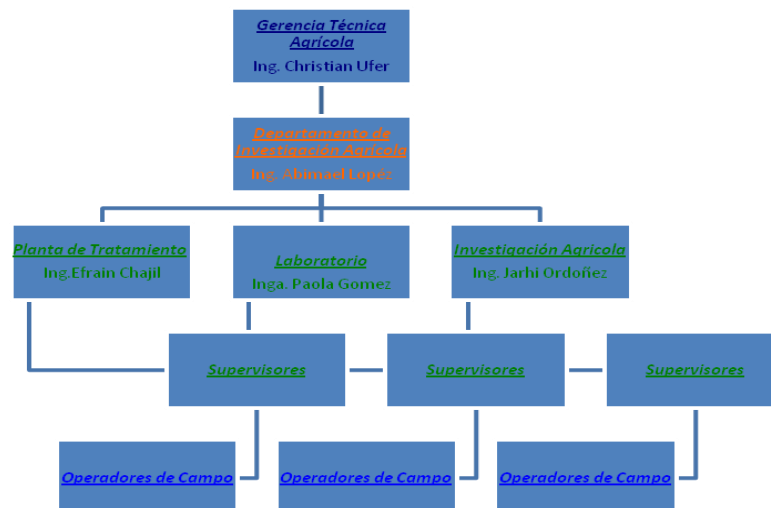 Gerencia Técnica
Agrícola
Ing. Christian Ufer
Departamento de
Investigación Agrícola
Ing. Abimael Lopéz
Planta de Tratamiento
Ing.Efrain Chajil
Laboratorio
Inga. Paola Gomez
Investigación Agricola
Ing. Jarhi Ordoñez
Supervisores
Supervisores
Supervisores
Operadores de Campo
Operadores de Campo
Operadores de Campo